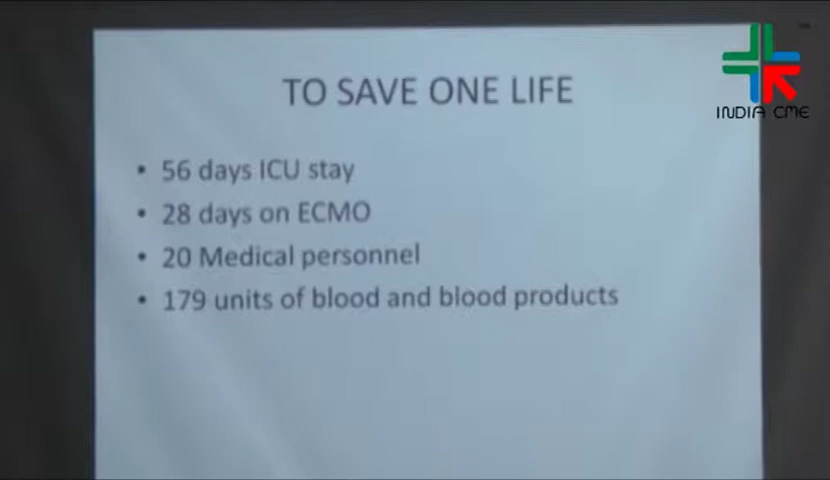 TO SAVE ONE LIFE
INDIA CME
• 56 days ICU stay
• 28 days on ECMO
• 20 Medical personnel
• 179 units of blood and blood products